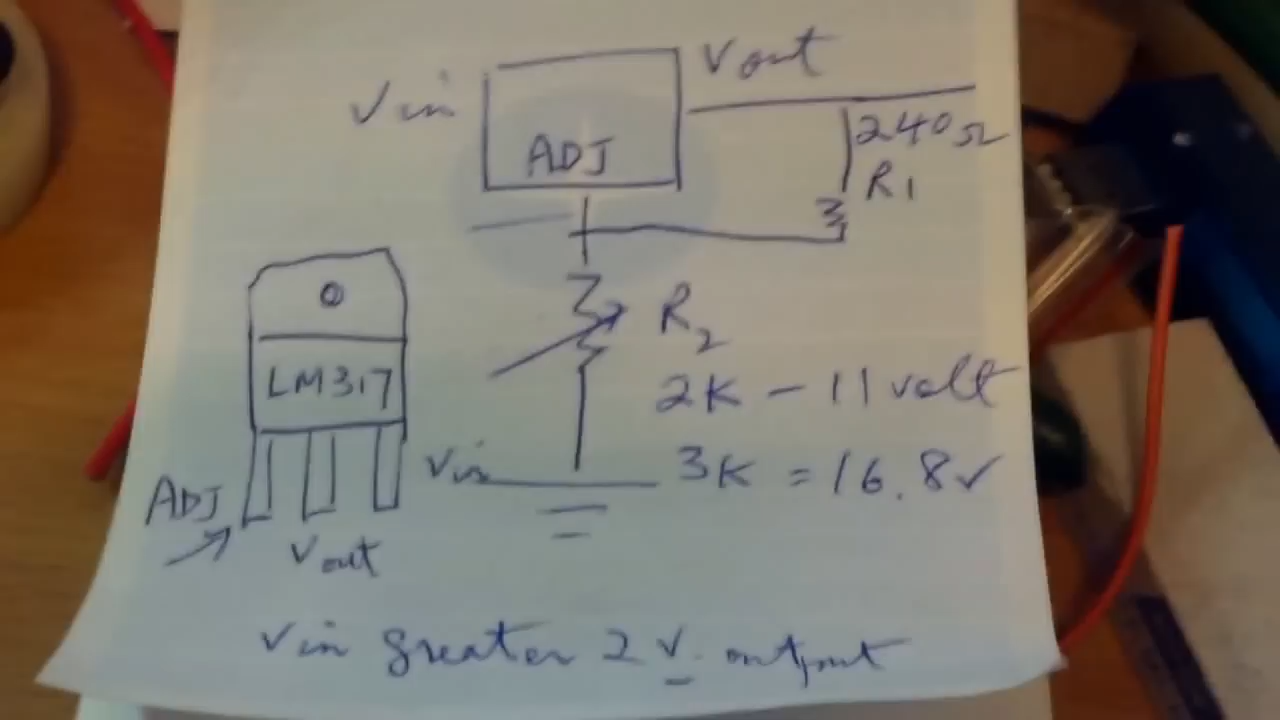 Vout
Vin
ADJ
240Ω
R1
R2
LM317
2K - 11 volt
Vin
3K = 16.8v
ADJ
Vout
Vin greater 2 V output